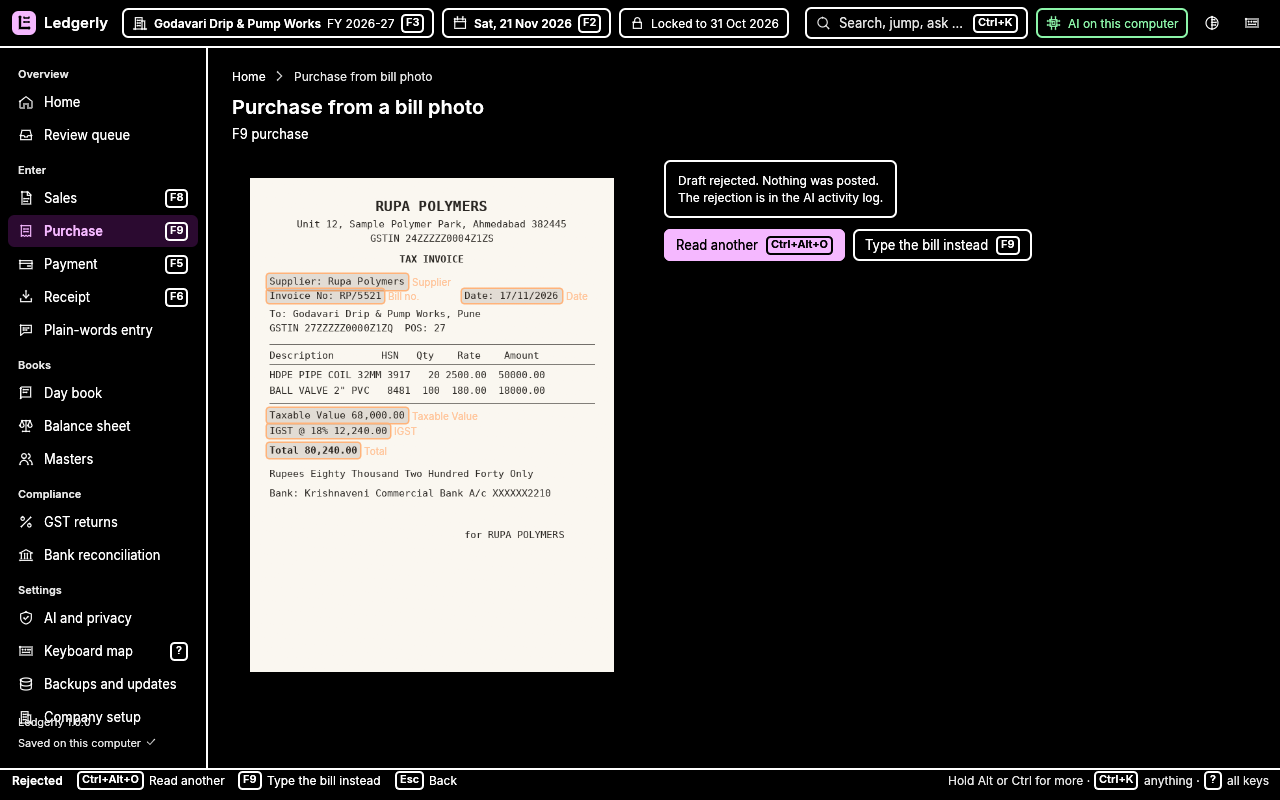 Ledgerly
Godavari Drip & Pump Works FY 2026-27 F3
Sat, 21 Nov 2026 F2
Locked to 31 Oct 2026
Search, jump, ask ... Ctrl+K
AI on this computer
Overview
Home
Review queue
Enter
Sales F8
Purchase F9
Payment F5
Receipt F6
Plain-words entry
Books
Day book
Balance sheet
Masters
Compliance
GST returns
Bank reconciliation
Settings
AI and privacy
Keyboard map ?
Backups and updates
Company setup
Ledgerly 1.0.0
Saved on this computer
Home > Purchase from bill photo
Purchase from a bill photo
F9 purchase
RUPA POLYMERS
Unit 12, Sample Polymer Park, Ahmedabad 382445
GSTIN 24ZZZZZ0004Z1ZS
TAX INVOICE
Supplier: Rupa Polymers Supplier
Invoice No: RP/5521 Bill no. Date: 17/11/2026 Date
To: Godavari Drip & Pump Works, Pune
GSTIN 27ZZZZZ0000Z1ZQ POS: 27
Description HSN Qty Rate Amount
HDPE PIPE COIL 32MM 3917 20 2500.00 50000.00
BALL VALVE 2" PVC 8481 100 180.00 18000.00
Taxable Value 68,000.00 Taxable Value
IGST @ 18% 12,240.00 IGST
Total 80,240.00 Total
Rupees Eighty Thousand Two Hundred Forty Only
Bank: Krishnaveni Commercial Bank A/c XXXXXX2210
for RUPA POLYMERS
Draft rejected. Nothing was posted.
The rejection is in the AI activity log.
Read another Ctrl+Alt+O
Type the bill instead F9
Rejected Ctrl+Alt+O Read another F9 Type the bill instead Esc Back
Hold Alt or Ctrl for more · Ctrl+K anything · ? all keys